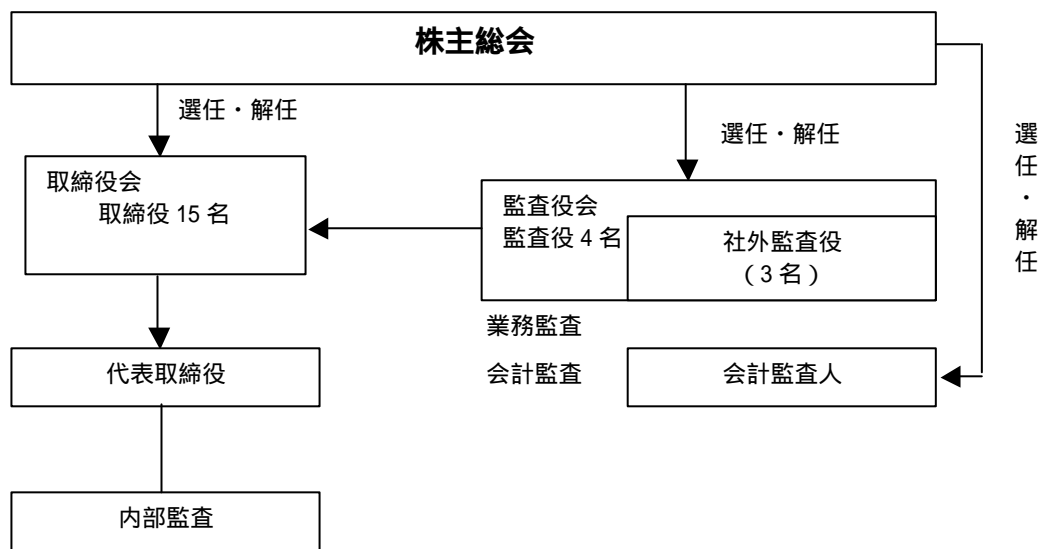 株主総会
選任・解任
選任・解任
選任・解任
取締役会
取締役 15 名
監査役会
監査役 4 名
社外監査役
（3 名）
業務監査
会計監査
代表取締役
会計監査人
内部監査